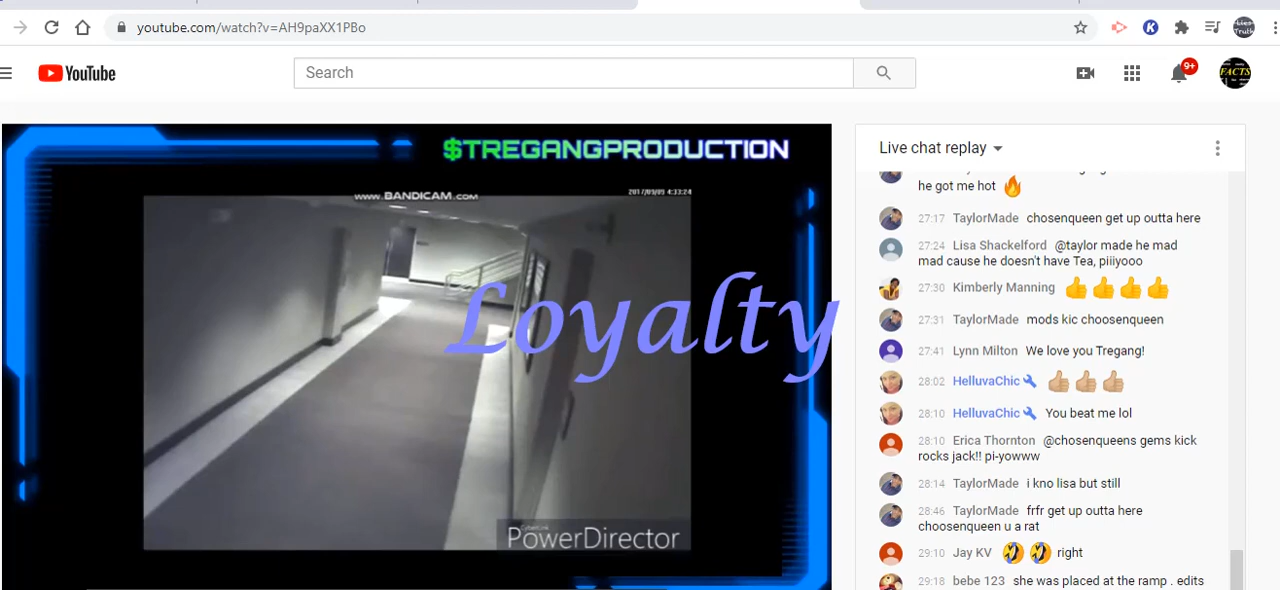 youtube.com/watch?v=AH9paXX1PBo
YouTube
Search
9+
FACTS
$TREGANGPRODUCTION
WWW.BANDICAM.COM
2017/09/09 4:33:24
Loyalty
CyberLink
PowerDirector
Live chat replay
he got me hot 🔥
27:17 TaylorMade chosenqueen get up outta here
27:24 Lisa Shackelford @taylor made he mad
mad cause he doesn't have Tea, piiiyooo
27:30 Kimberly Manning 👍👍👍👍
27:31 TaylorMade mods kic choosenqueen
27:41 Lynn Milton We love you Tregang!
28:02 HelluvaChic 👍🏼👍🏼👍🏼
28:10 HelluvaChic You beat me lol
28:10 Erica Thornton @chosenqueens gems kick
rocks jack!! pi-yowww
28:14 TaylorMade i kno lisa but still
28:46 TaylorMade frfr get up outta here
choosenqueen u a rat
29:10 Jay KV 🤣🤣 right
29:18 bebe 123 she was placed at the ramp . edits